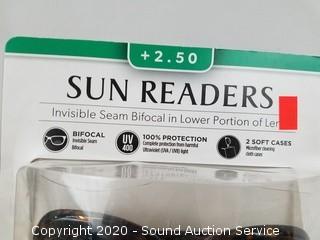 +2.50
SUN READERS
Invisible Seam Bifocal in Lower Portion of Len
BIFOCAL
Invisible Seam
Bifocal
UV
400
100% PROTECTION
Complete protection from harmful
Ultraviolet (UVA / UVB) light
2 SOFT CASES
Microfiber cleaning
cloth cases
Copyright 2020 - Sound Auction Service